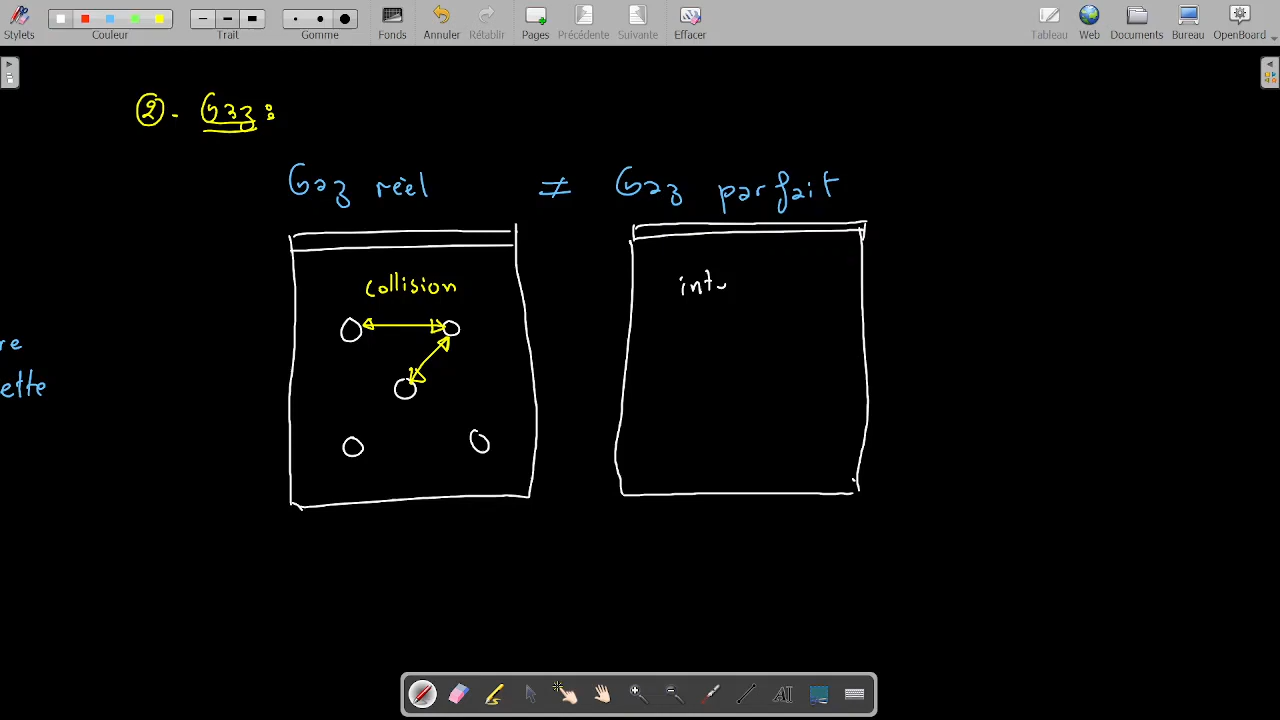 Stylets Couleur Trait Gomme Fonds Annuler Rétablir Pages Précédente Suivante Effacer Tableau Web Documents Bureau OpenBoard
2. Gaz :
Gaz réel ≠ Gaz parfait
collision
int
re
ette
AI